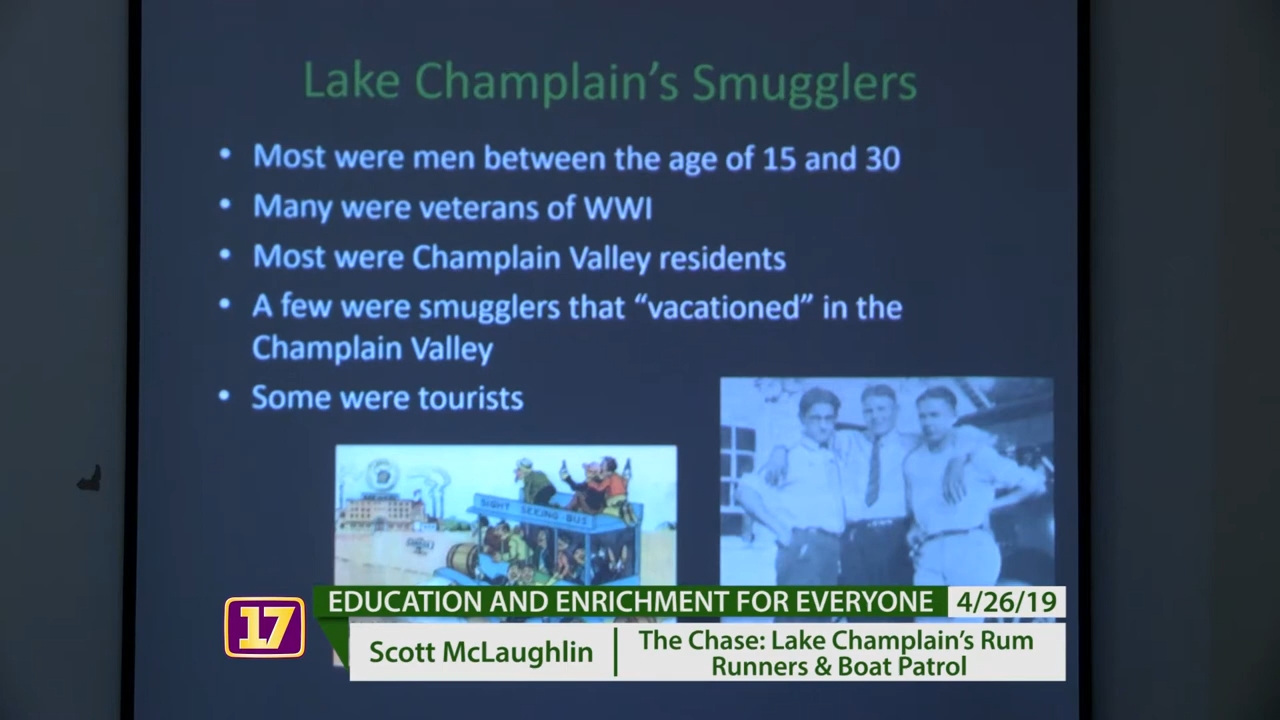 Lake Champlain's Smugglers
• Most were men between the age of 15 and 30
• Many were veterans of WWI
• Most were Champlain Valley residents
• A few were smugglers that “vacationed” in the
Champlain Valley
• Some were tourists
SIGHT SEEING BUS
17
EDUCATION AND ENRICHMENT FOR EVERYONE
4/26/19
Scott McLaughlin
The Chase: Lake Champlain's Rum
Runners & Boat Patrol